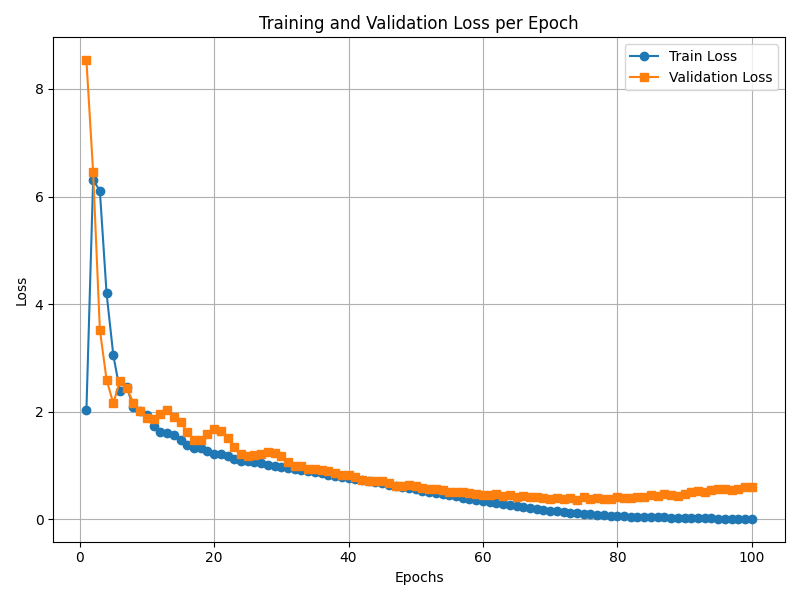 Training and Validation Loss per Epoch
Train Loss
Validation Loss
8
6
4
2
0
Loss
0 20 40 60 80 100
Epochs